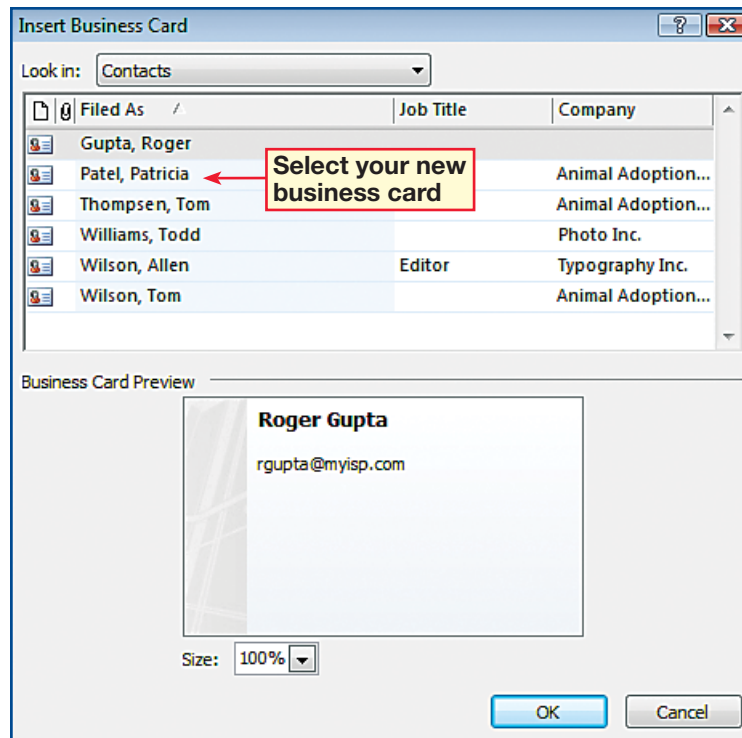 Insert Business Card
Look in: Contacts
Filed As Job Title Company
Gupta, Roger
Patel, Patricia Animal Adoption...
Thompsen, Tom Animal Adoption...
Williams, Todd Photo Inc.
Wilson, Allen Editor Typography Inc.
Wilson, Tom Animal Adoption...
Select your new
business card
Business Card Preview
Roger Gupta
rgupta@myisp.com
Size: 100%
OK Cancel